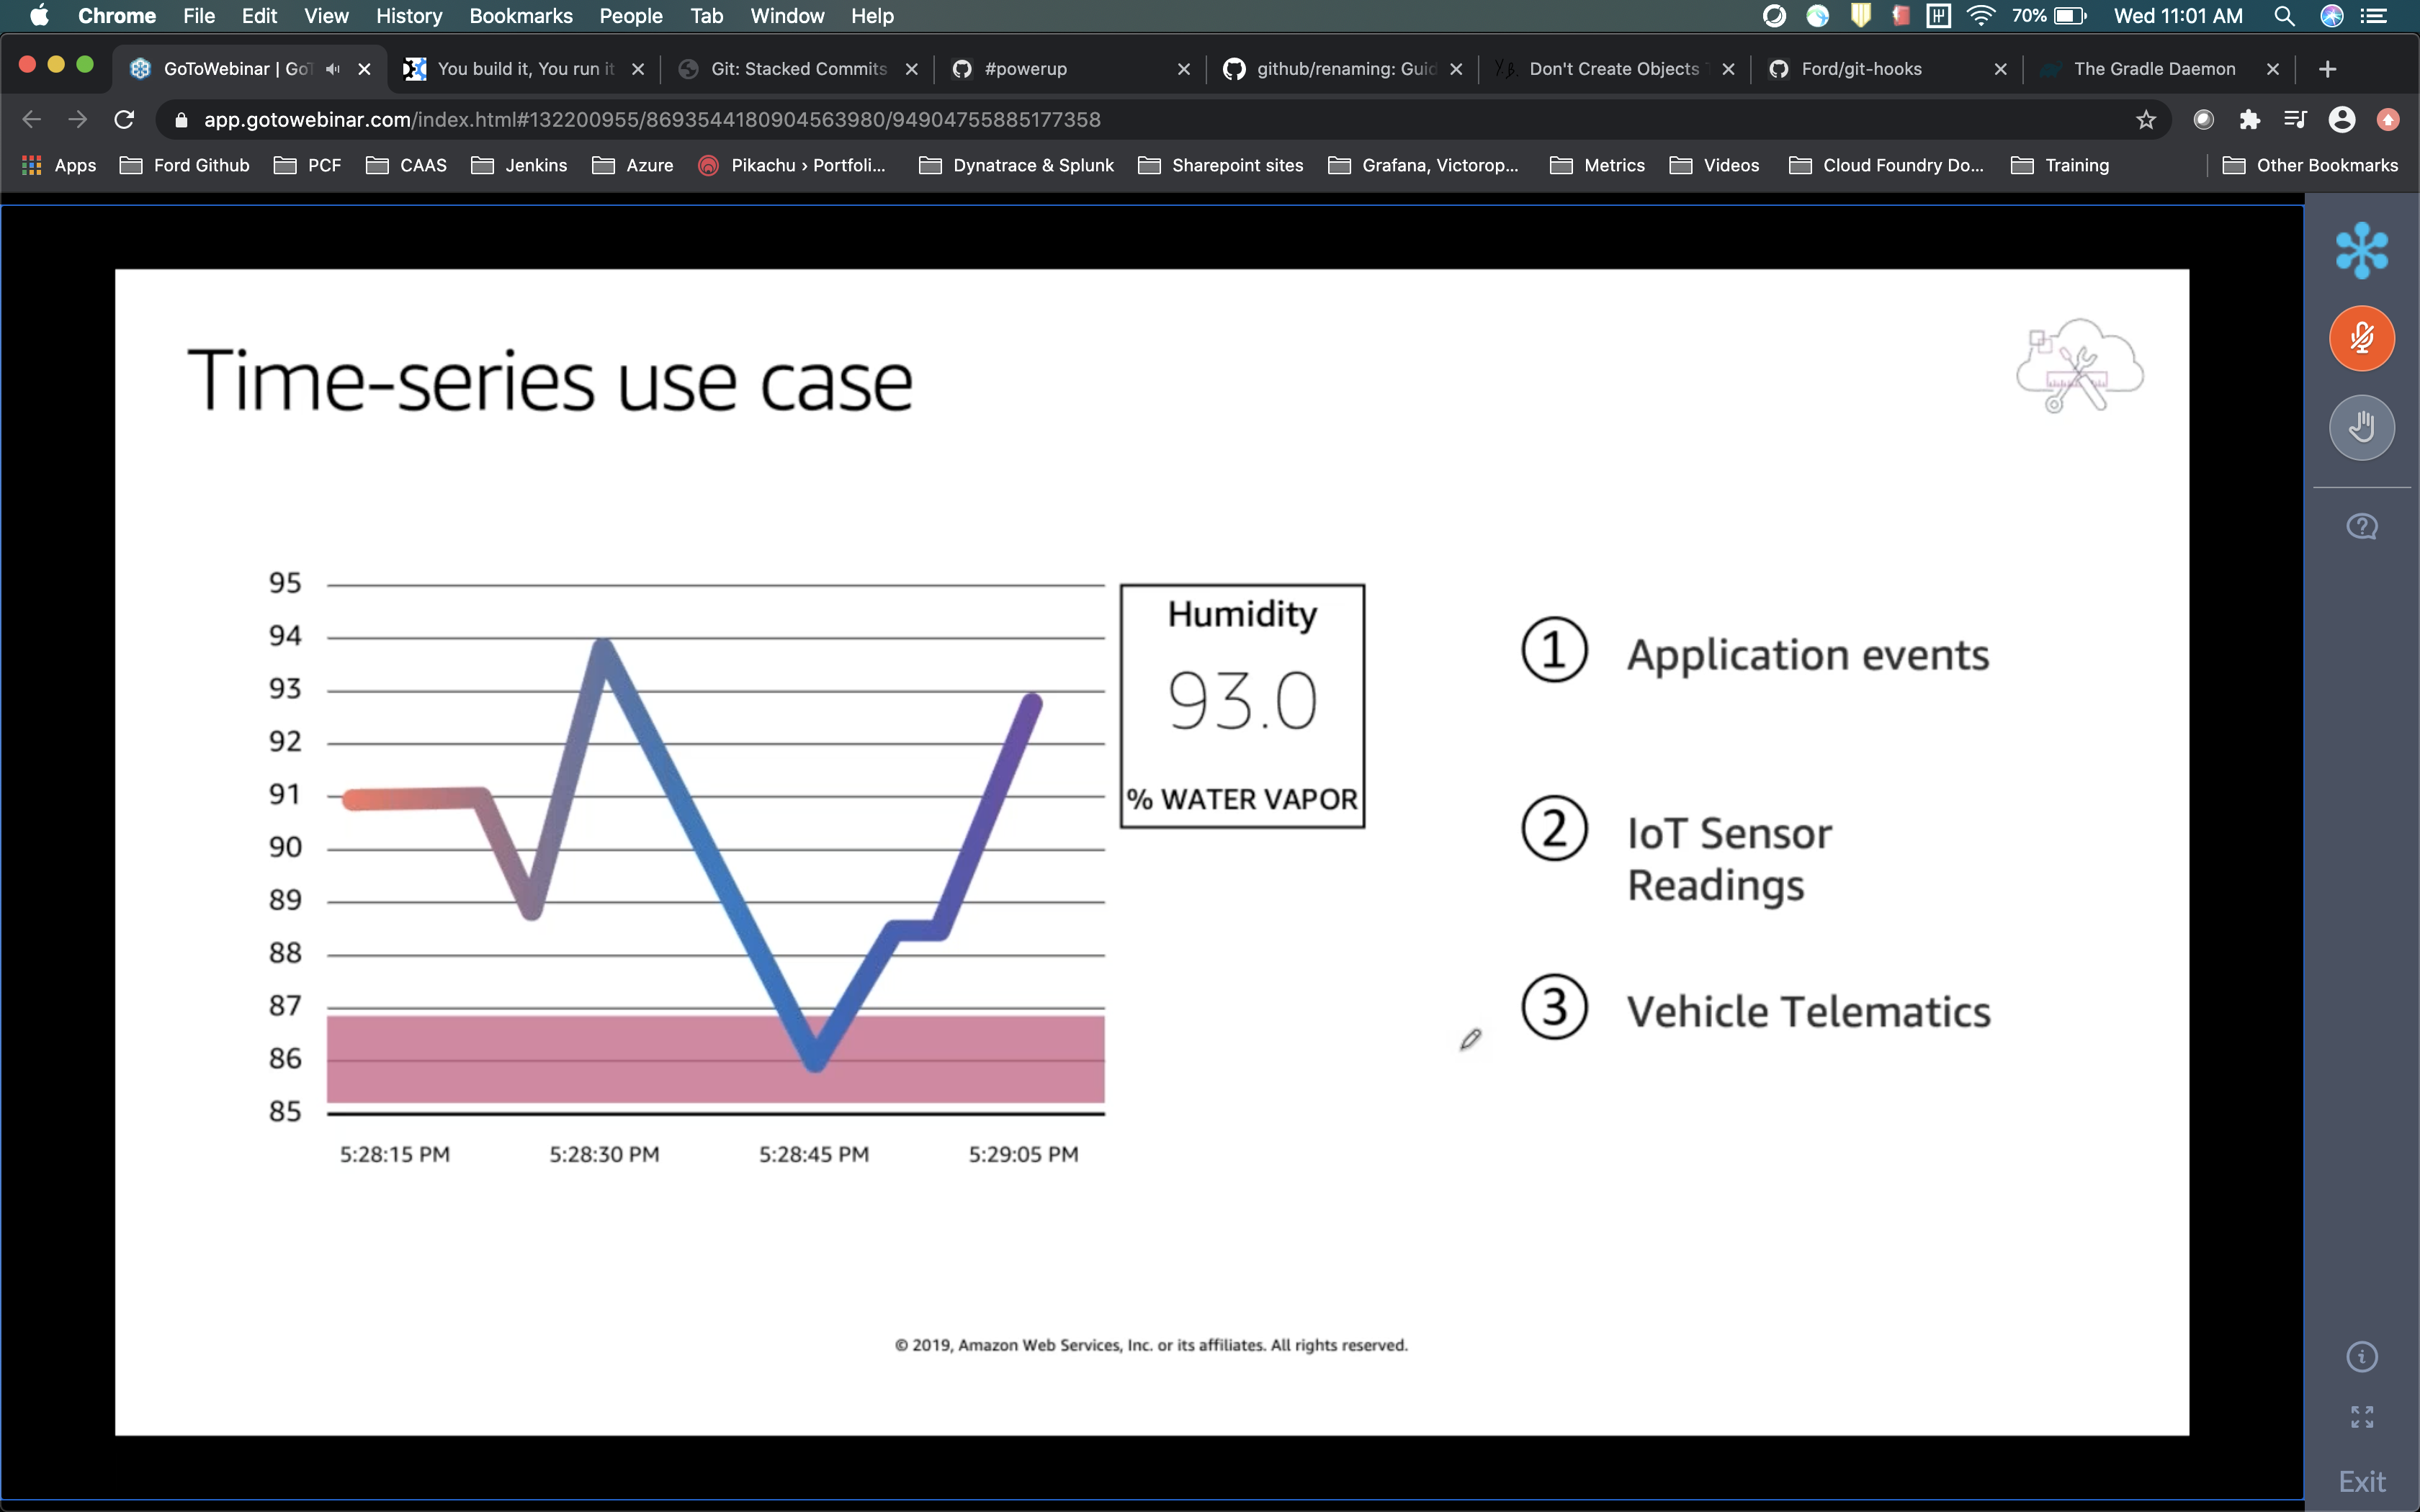 Chrome File Edit View History Bookmarks People Tab Window Help 70% Wed 11:01 AM
GoToWebinar | GoT You build it, You run it Git: Stacked Commits #powerup github/renaming: Guid Don't Create Objects Ford/git-hooks The Gradle Daemon
app.gotowebinar.com/index.html#132200955/8693544180904563980/94904755885177358
Apps Ford Github PCF CAAS Jenkins Azure Pikachu › Portfoli... Dynatrace & Splunk Sharepoint sites Grafana, Victorop... Metrics Videos Cloud Foundry Do... Training Other Bookmarks
Time-series use case
95
94
93
92
91
90
89
88
87
86
85
5:28:15 PM 5:28:30 PM 5:28:45 PM 5:29:05 PM
Humidity
93.0
% WATER VAPOR
1 Application events
2 IoT Sensor
Readings
3 Vehicle Telematics
© 2019, Amazon Web Services, Inc. or its affiliates. All rights reserved.
Exit